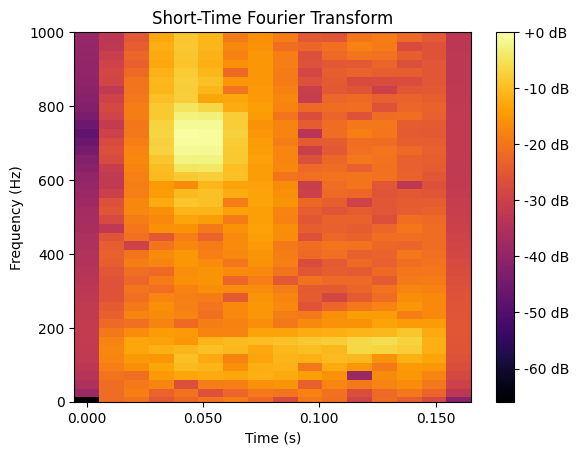 Short-Time Fourier Transform
Frequency (Hz)
1000
800
600
400
200
0
0.000
0.050
0.100
0.150
Time (s)
+0 dB
-10 dB
-20 dB
-30 dB
-40 dB
-50 dB
-60 dB